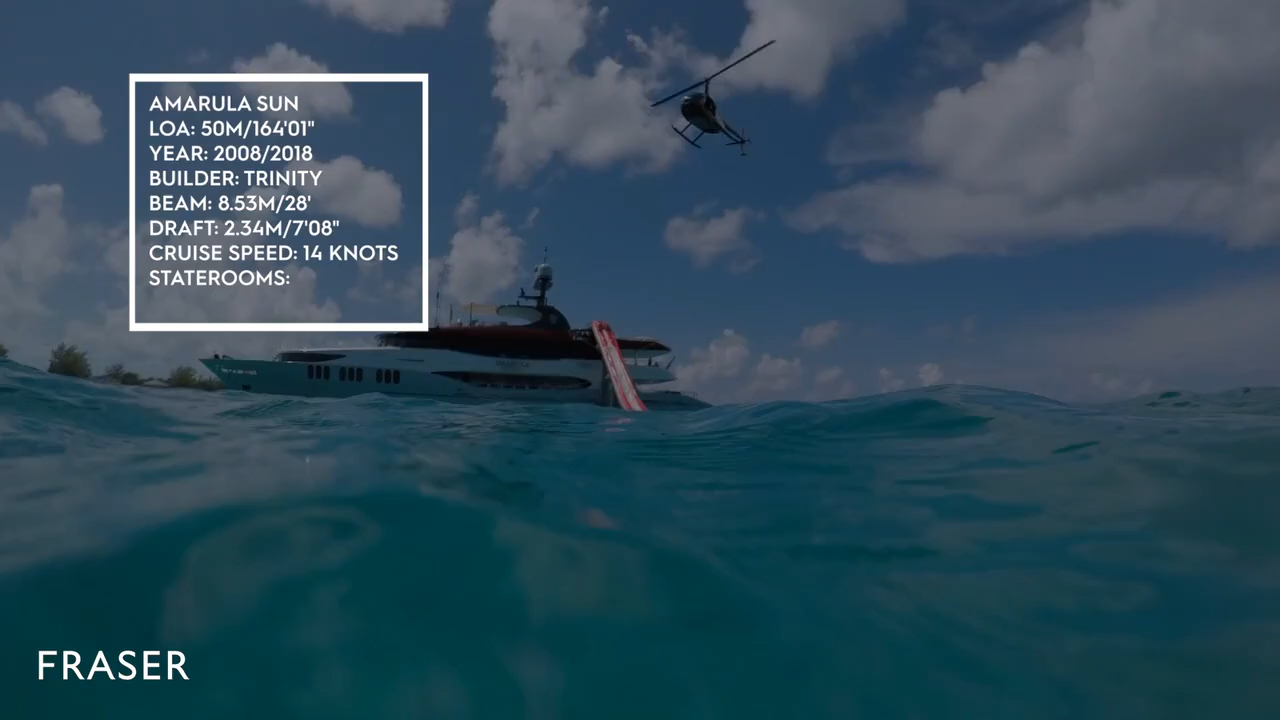 AMARULA SUN
LOA: 50M/164'01"
YEAR: 2008/2018
BUILDER: TRINITY
BEAM: 8.53M/28'
DRAFT: 2.34M/7'08"
CRUISE SPEED: 14 KNOTS
STATEROOMS:
FRASER